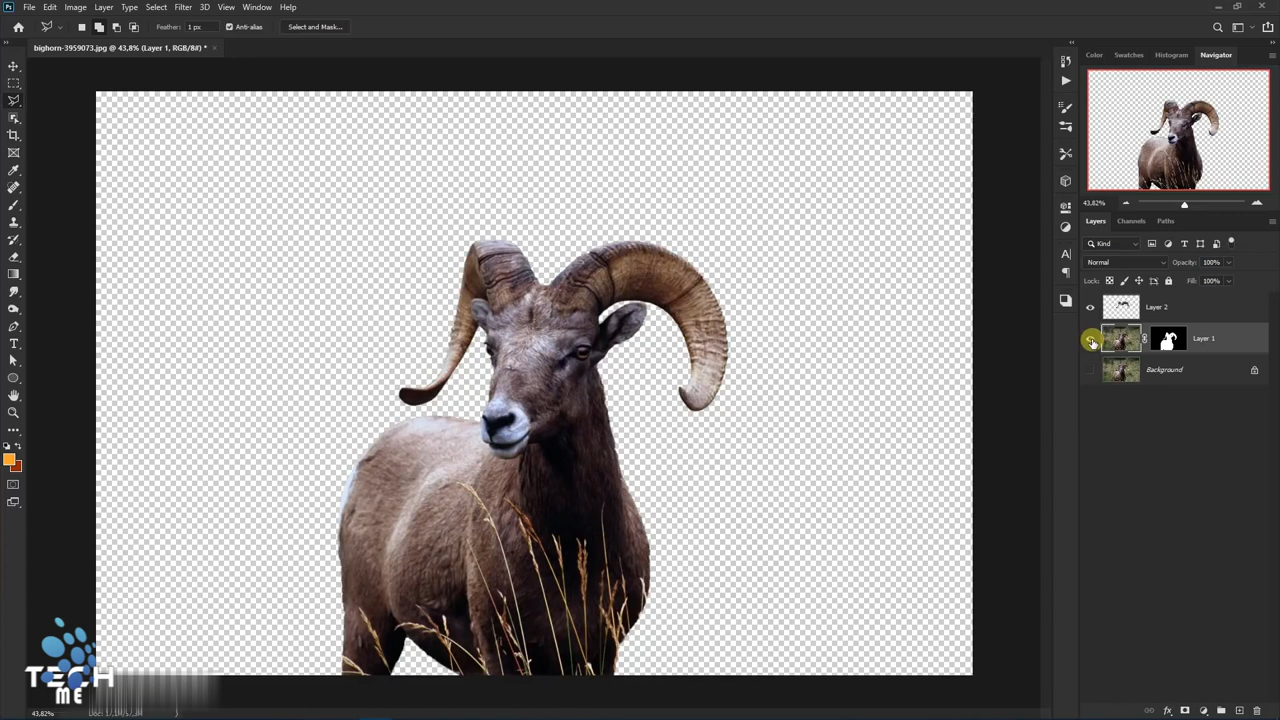 Ps File Edit Image Layer Type Select Filter 3D View Window Help
Feather: 1 px Anti-alias Select and Mask...
bighorn-3959073.jpg @ 43,8% (Layer 1, RGB/8#) *
Color Swatches Histogram Navigator
43,82%
Layers Channels Paths
Kind
Normal Opacity: 100%
Lock: Fill: 100%
Layer 2
Layer 1
Background
TECH
ME
43,82%